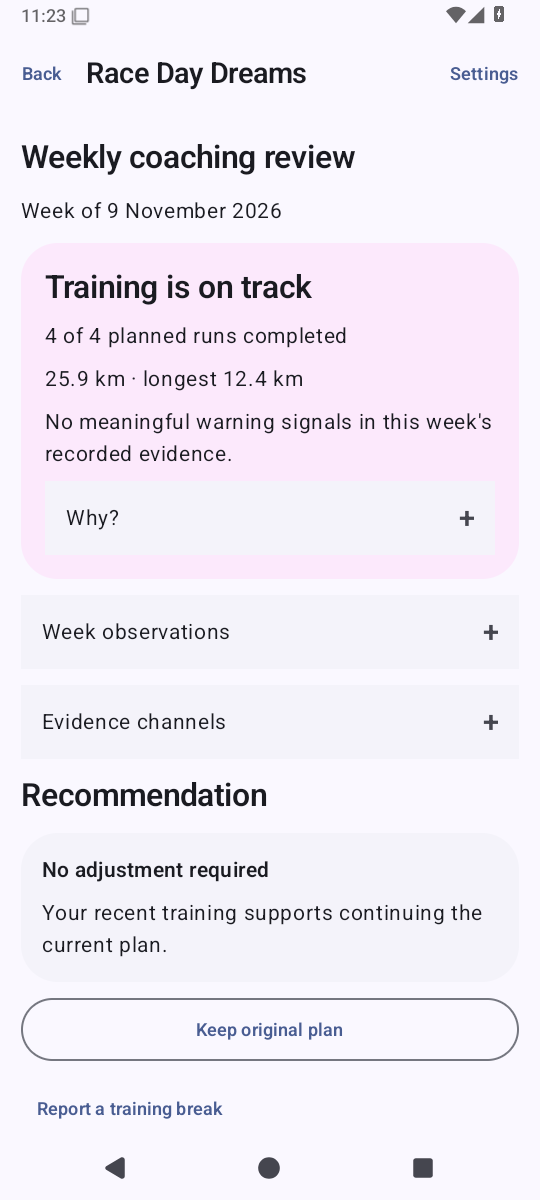 11:23
Back Race Day Dreams Settings
Weekly coaching review
Week of 9 November 2026
Training is on track
4 of 4 planned runs completed
25.9 km · longest 12.4 km
No meaningful warning signals in this week's
recorded evidence.
Why? +
Week observations +
Evidence channels +
Recommendation
No adjustment required
Your recent training supports continuing the
current plan.
Keep original plan
Report a training break